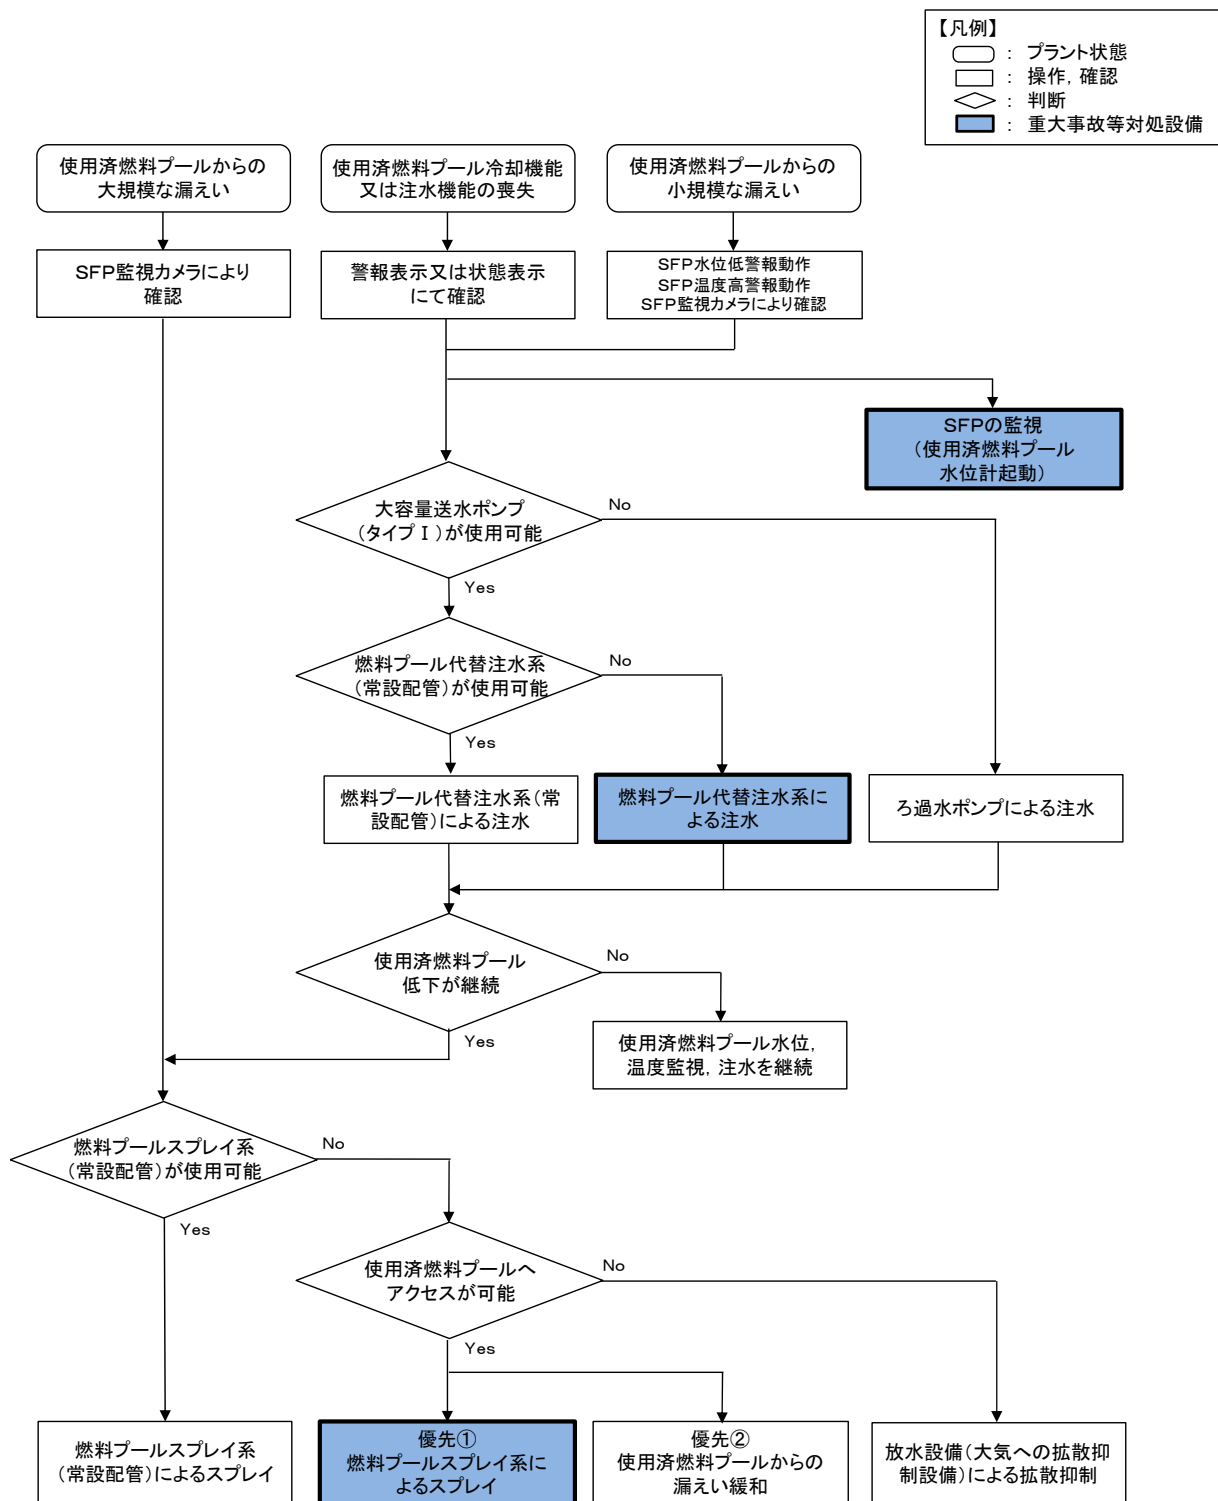 【凡例】
： プラント状態
： 操作，確認
： 判断
： 重大事故等対処設備
使用済燃料プールからの
大規模な漏えい
使用済燃料プール冷却機能
又は注水機能の喪失
使用済燃料プールからの
小規模な漏えい
SFP監視カメラにより
確認
警報表示又は状態表示
にて確認
SFP水位低警報動作
SFP温度高警報動作
SFP監視カメラにより確認
SFPの監視
（使用済燃料プール
水位計起動）
大容量送水ポンプ
（タイプⅠ）が使用可能
No
Yes
燃料プール代替注水系
（常設配管）が使用可能
No
Yes
燃料プール代替注水系（常
設配管）による注水
燃料プール代替注水系に
よる注水
ろ過水ポンプによる注水
使用済燃料プール
低下が継続
No
Yes
使用済燃料プール水位，
温度監視，注水を継続
燃料プールスプレイ系
（常設配管）が使用可能
No
Yes
使用済燃料プールへ
アクセスが可能
No
Yes
燃料プールスプレイ系
（常設配管）によるスプレイ
優先①
燃料プールスプレイ系に
よるスプレイ
優先②
使用済燃料プールからの
漏えい緩和
放水設備（大気への拡散抑
制設備）による拡散抑制